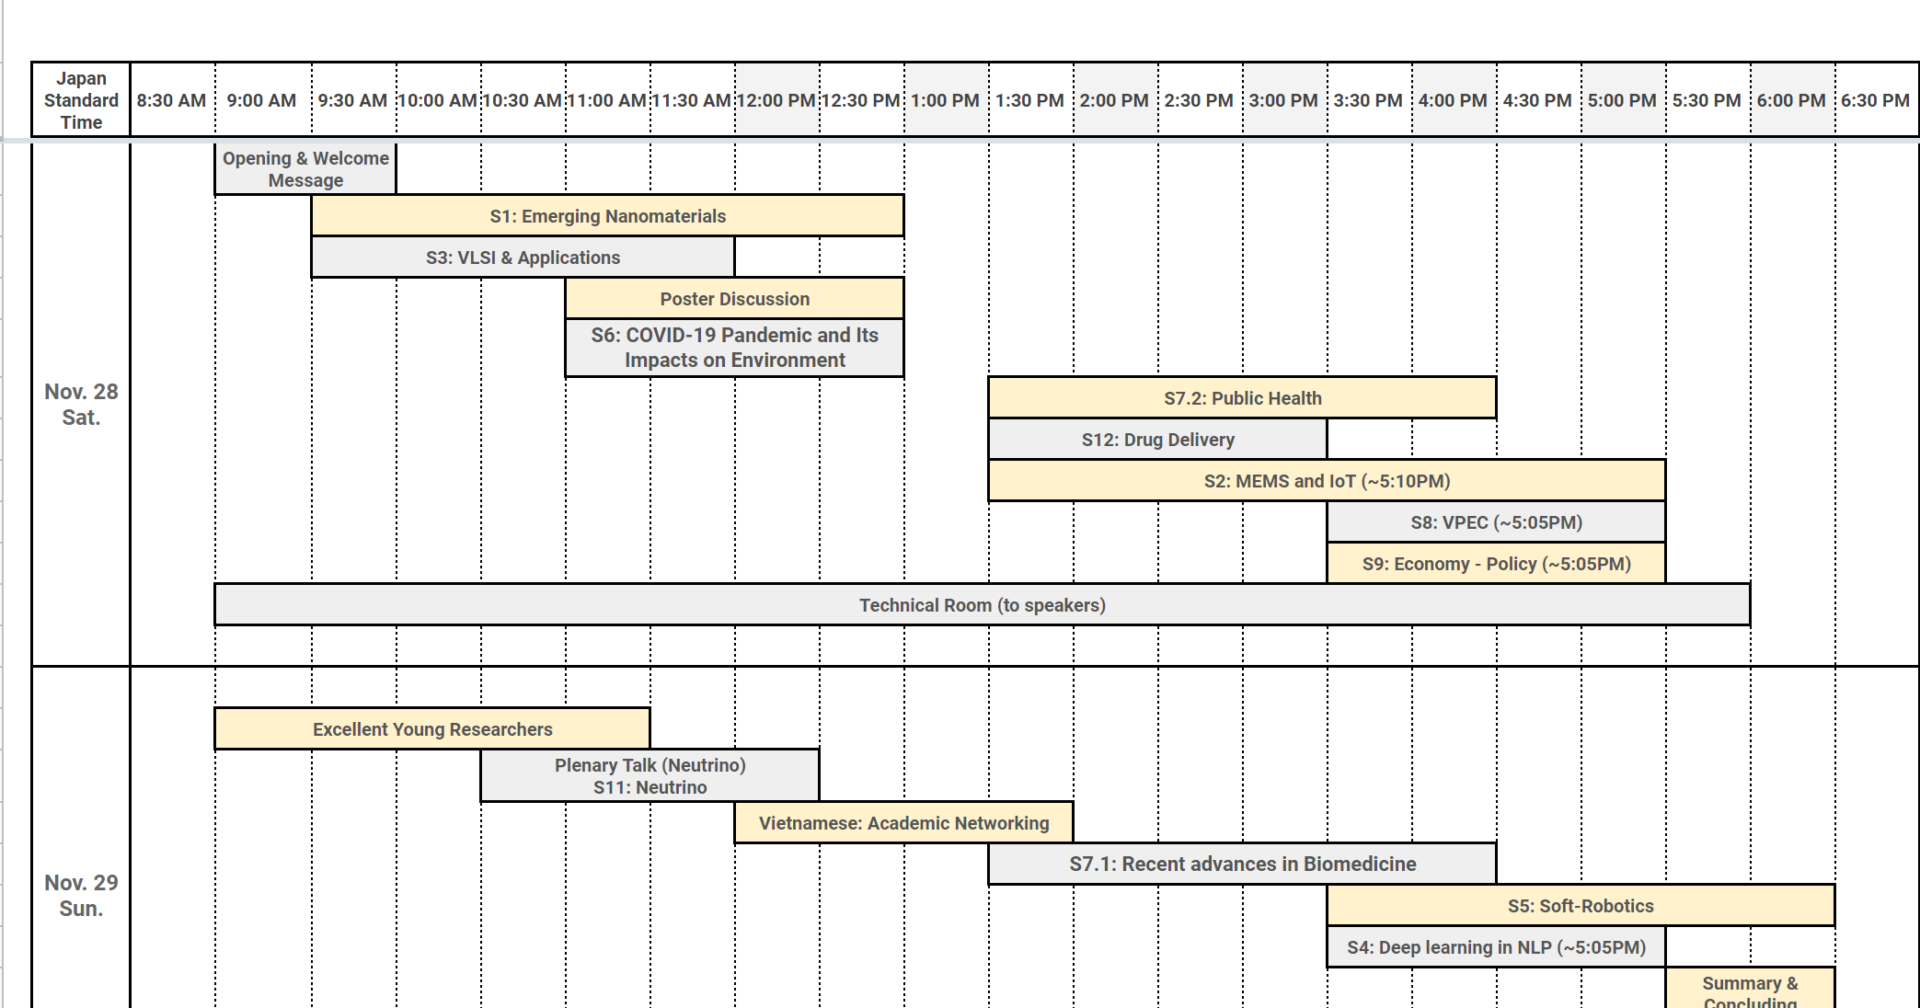 Japan
Standard
Time
8:30 AM 9:00 AM 9:30 AM 10:00 AM 10:30 AM 11:00 AM 11:30 AM 12:00 PM 12:30 PM 1:00 PM 1:30 PM 2:00 PM 2:30 PM 3:00 PM 3:30 PM 4:00 PM 4:30 PM 5:00 PM 5:30 PM 6:00 PM 6:30 PM
Nov. 28
Sat.
Opening & Welcome
Message
S1: Emerging Nanomaterials
S3: VLSI & Applications
Poster Discussion
S6: COVID-19 Pandemic and Its
Impacts on Environment
S7.2: Public Health
S12: Drug Delivery
S2: MEMS and IoT (~5:10PM)
S8: VPEC (~5:05PM)
S9: Economy - Policy (~5:05PM)
Technical Room (to speakers)
Nov. 29
Sun.
Excellent Young Researchers
Plenary Talk (Neutrino)
S11: Neutrino
Vietnamese: Academic Networking
S7.1: Recent advances in Biomedicine
S5: Soft-Robotics
S4: Deep learning in NLP (~5:05PM)
Summary &
Concluding